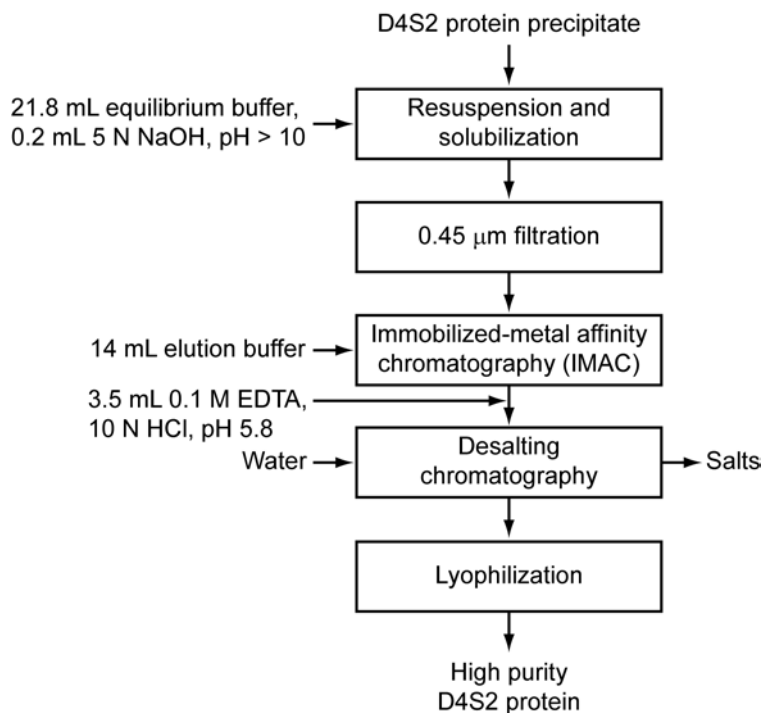 D4S2 protein precipitate
21.8 mL equilibrium buffer,
0.2 mL 5 N NaOH, pH > 10
Resuspension and
solubilization
0.45 μm filtration
14 mL elution buffer
Immobilized-metal affinity
chromatography (IMAC)
3.5 mL 0.1 M EDTA,
10 N HCl, pH 5.8
Water
Desalting
chromatography
Salts
Lyophilization
High purity
D4S2 protein